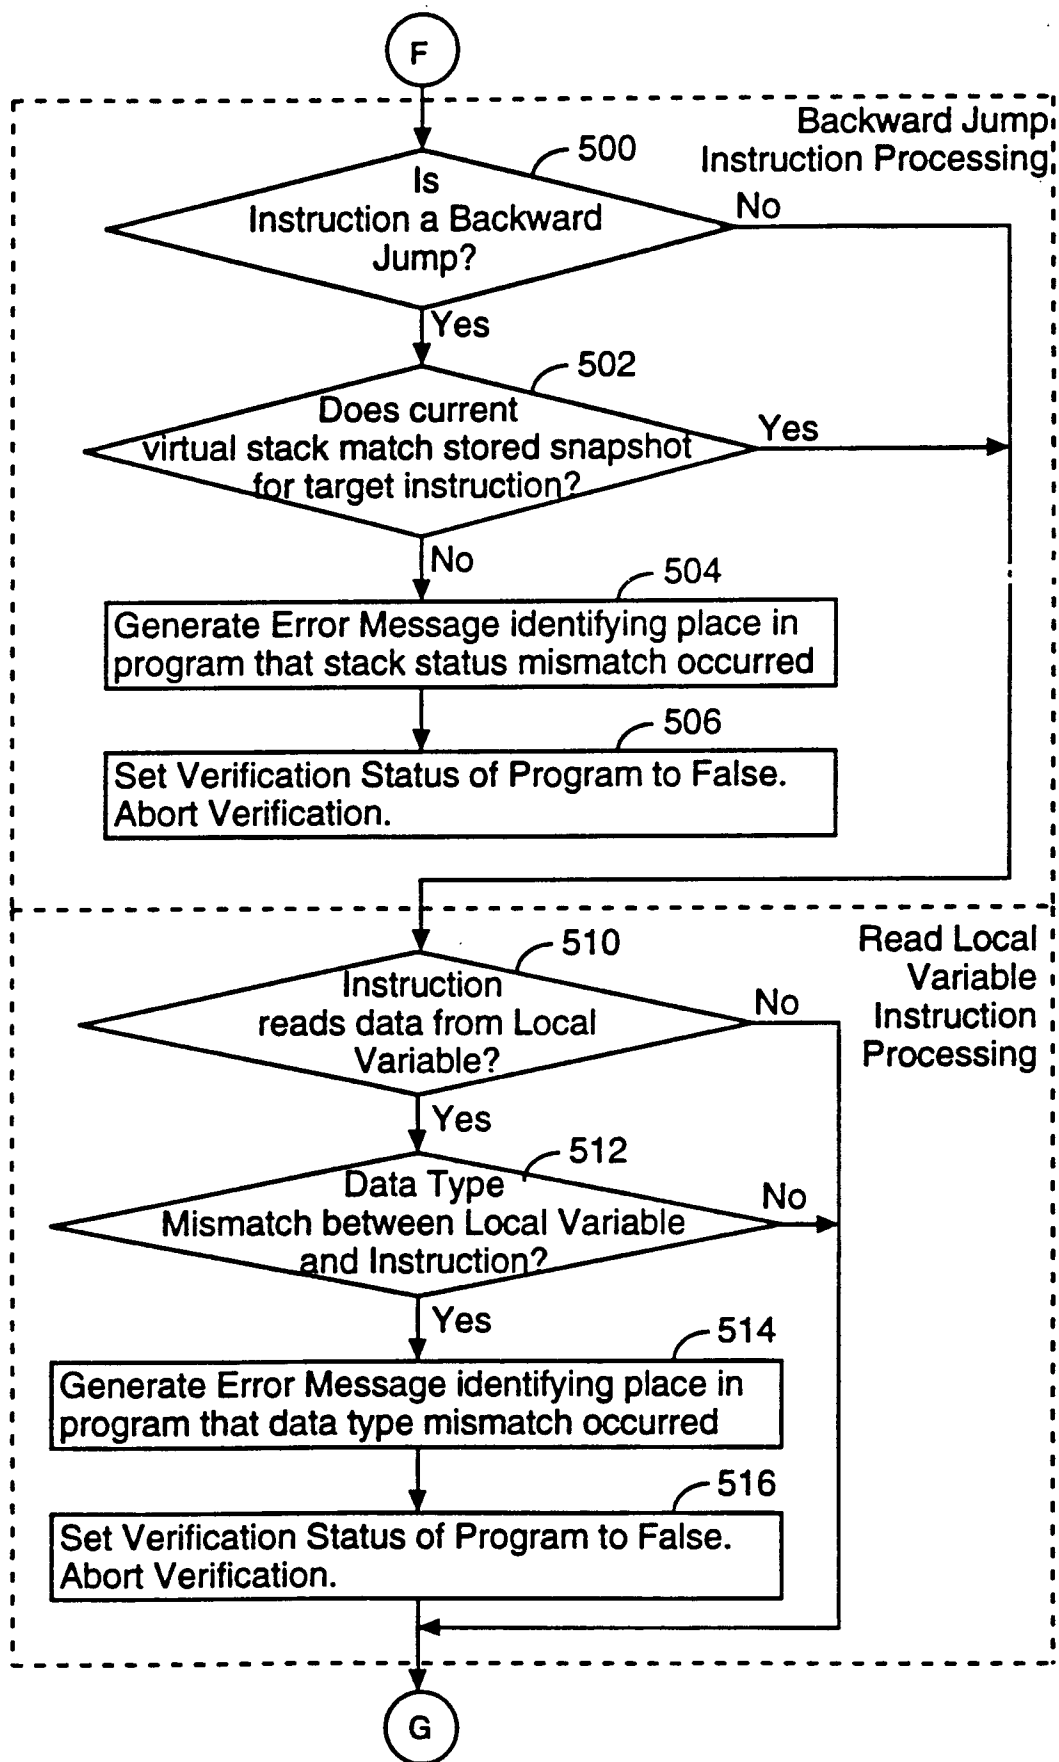 F
Backward Jump
Instruction Processing
500
Is
Instruction a Backward
Jump?
No
Yes
502
Does current
virtual stack match stored snapshot
for target instruction?
Yes
No
504
Generate Error Message identifying place in
program that stack status mismatch occurred
506
Set Verification Status of Program to False.
Abort Verification.
Read Local
Variable
Instruction
Processing
510
Instruction
reads data from Local
Variable?
No
Yes
512
Data Type
Mismatch between Local Variable
and Instruction?
No
Yes
514
Generate Error Message identifying place in
program that data type mismatch occurred
516
Set Verification Status of Program to False.
Abort Verification.
G